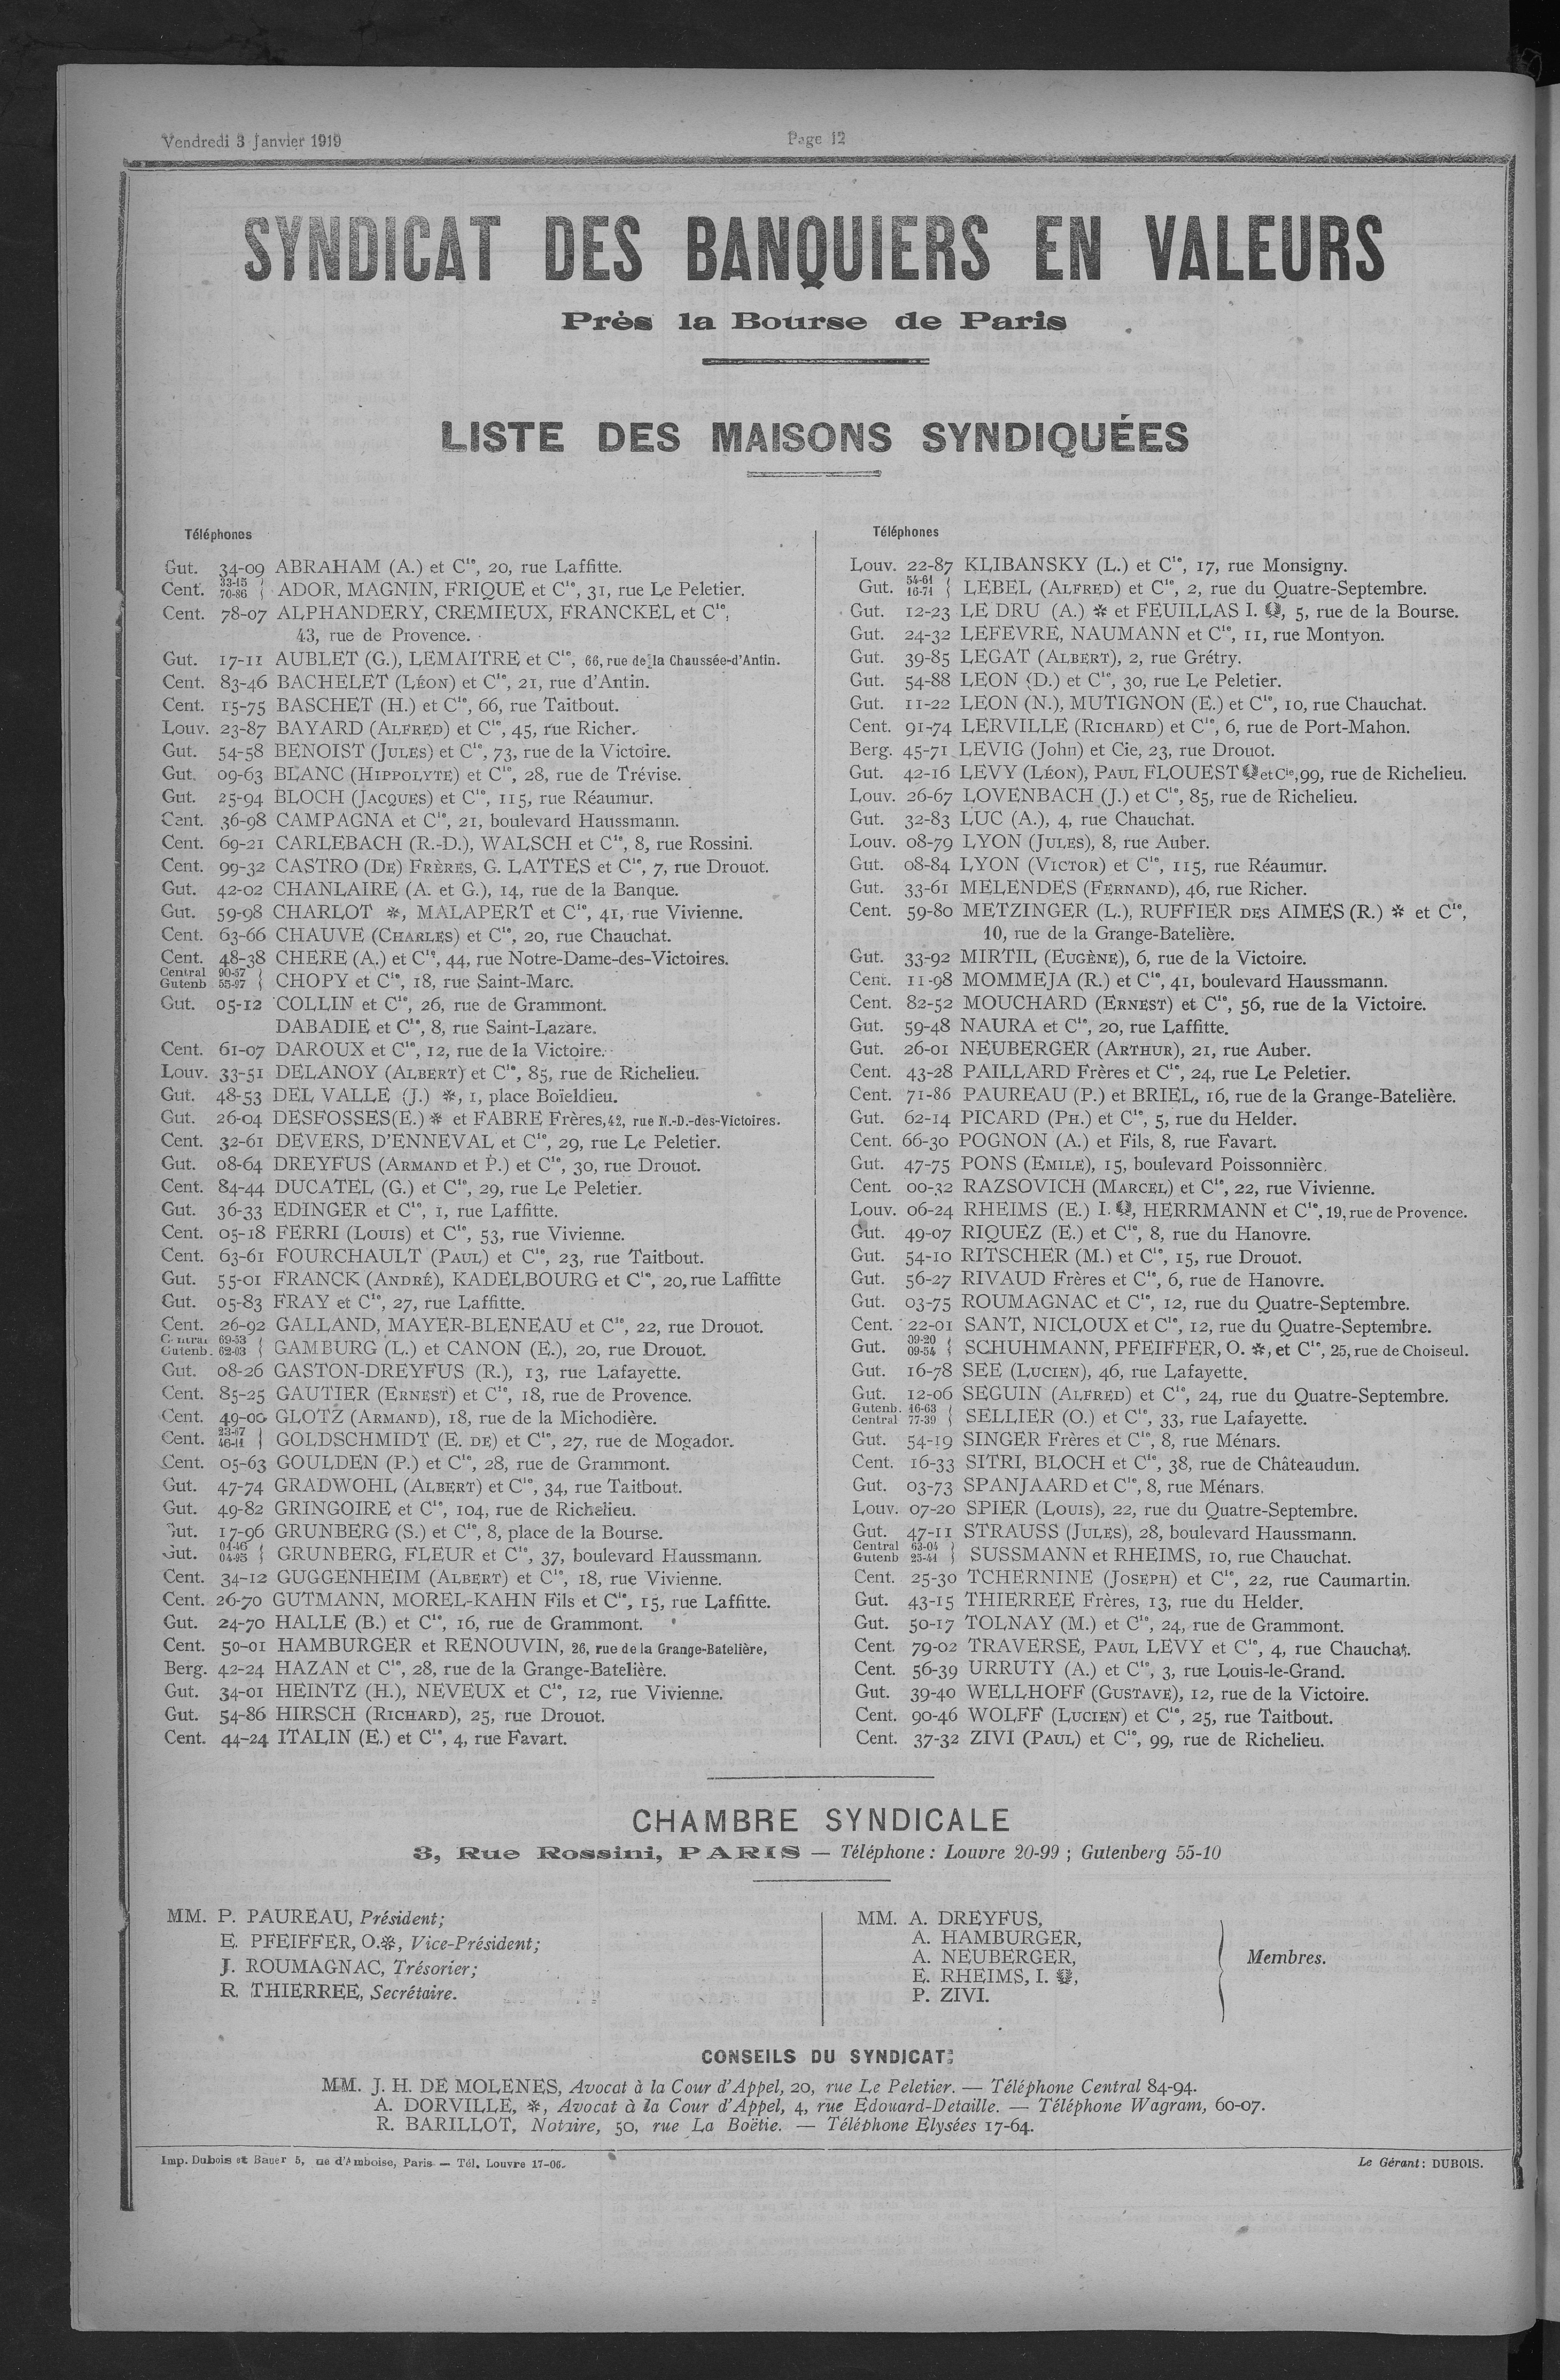 Vendredi 3 Janvier 1919
Page 12
SYNDICAT DES BANQUIERS EN VALEURS
Près la Bourse de Paris
LISTE DES MAISONS SYNDIQUÉES
Téléphones
Gut. 34-09 ABRAHAM (A.) et Cie, 20, rue Laffitte.
Cent. 33-15 70-86 { ADOR, MAGNIN, FRIQUE et Cie, 31, rue Le Peletier.
Cent. 78-07 ALPHANDERY, CREMIEUX, FRANCKEL et Cie,
43, rue de Provence.
Gut. 17-11 AUBLET (G.), LEMAITRE et Cie, 66, rue de la Chaussée-d'Antin.
Cent. 83-46 BACHELET (LÉON) et Cie, 21, rue d'Antin.
Cent. 15-75 BASCHET (H.) et Cie, 66, rue Taitbout.
Louv. 23-87 BAYARD (ALFRED) et Cie, 45, rue Richer.
Gut. 54-58 BENOIST (JULES) et Cie, 73, rue de la Victoire.
Gut. 09-63 BLANC (HIPPOLYTE) et Cie, 28, rue de Trévise.
Gut. 25-94 BLOCH (JACQUES) et Cie, 115, rue Réaumur.
Cent. 36-98 CAMPAGNA et Cie, 21, boulevard Haussmann.
Cent. 69-21 CARLEBACH (R.-D.), WALSCH et Cie, 8, rue Rossini.
Cent. 99-32 CASTRO (DE) FRÈRES, G. LATTES et Cie, 7, rue Drouot.
Gut. 42-02 CHANLAIRE (A. et G.), 14, rue de la Banque.
Gut. 59-98 CHARLOT ✻, MALAPERT et Cie, 41, rue Vivienne.
Cent. 63-66 CHAUVE (CHARLES) et Cie, 20, rue Chauchat.
Cent. 48-38 CHERE (A.) et Cie, 44, rue Notre-Dame-des-Victoires.
Central 90-57 Gutenb 55-97 { CHOPY et Cie, 18, rue Saint-Marc.
Gut. 05-12 COLLIN et Cie, 26, rue de Grammont.
DABADIE et Cie, 8, rue Saint-Lazare.
Cent. 61-07 DAROUX et Cie, 12, rue de la Victoire.
Louv. 33-51 DELANOY (ALBERT) et Cie, 85, rue de Richelieu.
Gut. 48-53 DEL VALLE (J.) ✻, 1, place Boïeldieu.
Gut. 26-04 DESFOSSES(E.) ✻ et FABRE Frères, 42, rue N.-D.-des-Victoires.
Cent. 32-61 DEVERS, D'ENNEVAL et Cie, 29, rue Le Peletier.
Gut. 08-64 DREYFUS (ARMAND et P.) et Cie, 30, rue Drouot.
Cent. 84-44 DUCATEL (G.) et Cie, 29, rue Le Peletier.
Gut. 36-33 EDINGER et Cie, 1, rue Laffitte.
Cent. 05-18 FERRI (LOUIS) et Cie, 53, rue Vivienne.
Cent. 63-61 FOURCHAULT (PAUL) et Cie, 23, rue Taitbout.
Gut. 55-01 FRANCK (ANDRÉ), KADELBOURG et Cie, 20, rue Laffitte
Gut. 05-83 FRAY et Cie, 27, rue Laffitte.
Cent. 26-92 GALLAND, MAYER-BLENEAU et Cie, 22, rue Drouot.
Central 69-53 Gutenb. 62-03 { GAMBURG (L.) et CANON (E.), 20, rue Drouot.
Gut. 08-26 GASTON-DREYFUS (R.), 13, rue Lafayette.
Cent. 85-25 GAUTIER (ERNEST) et Cie, 18, rue de Provence.
Cent. 49-00 GLOTZ (ARMAND), 18, rue de la Michodière.
Cent. 23-67 46-11 { GOLDSCHMIDT (E. DE) et Cie, 27, rue de Mogador.
Cent. 05-63 GOULDEN (P.) et Cie, 28, rue de Grammont.
Gut. 47-74 GRADWOHL (ALBERT) et Cie, 34, rue Taitbout.
Gut. 49-82 GRINGOIRE et Cie, 104, rue de Richelieu.
Gut. 17-96 GRUNBERG (S.) et Cie, 8, place de la Bourse.
Gut. 04-46 04-95 { GRUNBERG, FLEUR et Cie, 37, boulevard Haussmann.
Cent. 34-12 GUGGENHEIM (ALBERT) et Cie, 18, rue Vivienne.
Cent. 26-70 GUTMANN, MOREL-KAHN Fils et Cie, 15, rue Laffitte.
Gut. 24-70 HALLE (B.) et Cie, 16, rue de Grammont.
Cent. 50-01 HAMBURGER et RENOUVIN, 26, rue de la Grange-Batelière,
Berg. 42-24 HAZAN et Cie, 28, rue de la Grange-Batelière.
Gut. 34-01 HEINTZ (H.), NEVEUX et Cie, 12, rue Vivienne.
Gut. 54-86 HIRSCH (RICHARD), 25, rue Drouot.
Cent. 44-24 ITALIN (E.) et Cie, 4, rue Favart.
Téléphones
Louv. 22-87 KLIBANSKY (L.) et Cie, 17, rue Monsigny.
Gut. 54-61 16-71 { LEBEL (ALFRED) et Cie, 2, rue du Quatre-Septembre.
Gut. 12-23 LE DRU (A.) ✻ et FEUILLAS I. , 5, rue de la Bourse.
Gut. 24-32 LEFEVRE, NAUMANN et Cie, 11, rue Montyon.
Gut. 39-85 LEGAT (ALBERT), 2, rue Grétry.
Gut. 54-88 LEON (D.) et Cie, 30, rue Le Peletier.
Gut. 11-22 LEON (N.), MUTIGNON (E.) et Cie, 10, rue Chauchat.
Cent. 91-74 LERVILLE (RICHARD) et Cie, 6, rue de Port-Mahon.
Berg. 45-71 LEVIG (John) et Cie, 23, rue Drouot.
Gut. 42-16 LEVY (LÉON), PAUL FLOUEST et Cie, 99, rue de Richelieu.
Louv. 26-67 LOVENBACH (J.) et Cie, 85, rue de Richelieu.
Gut. 32-83 LUC (A.), 4, rue Chauchat.
Louv. 08-79 LYON (JULES), 8, rue Auber.
Gut. 08-84 LYON (VICTOR) et Cie, 115, rue Réaumur.
Gut. 33-61 MELENDES (FERNAND), 46, rue Richer.
Cent. 59-80 METZINGER (L.), RUFFIER DES AIMES (R.) ✻ et Cie,
10, rue de la Grange-Batelière.
Gut. 33-92 MIRTIL (EUGÈNE), 6, rue de la Victoire.
Cent. 11-98 MOMMEJA (R.) et Cie, 41, boulevard Haussmann.
Cent. 82-52 MOUCHARD (ERNEST) et Cie, 56, rue de la Victoire.
Gut. 59-48 NAURA et Cie, 20, rue Laffitte.
Gut. 26-01 NEUBERGER (ARTHUR), 21, rue Auber.
Cent. 43-28 PAILLARD Frères et Cie, 24, rue Le Peletier.
Cent. 71-86 PAUREAU (P.) et BRIEL, 16, rue de la Grange-Batelière.
Gut. 62-14 PICARD (PH.) et Cie, 5, rue du Helder.
Cent. 66-30 POGNON (A.) et Fils, 8, rue Favart.
Gut. 47-75 PONS (EMILE), 15, boulevard Poissonnière.
Cent. 00-32 RAZSOVICH (MARCEL) et Cie, 22, rue Vivienne.
Louv. 06-24 RHEIMS (E.) I. , HERRMANN et Cie, 19, rue de Provence.
Gut. 49-07 RIQUEZ (E.) et Cie, 8, rue du Hanovre.
Gut. 54-10 RITSCHER (M.) et Cie, 15, rue Drouot.
Gut. 56-27 RIVAUD Frères et Cie, 6, rue de Hanovre.
Gut. 03-75 ROUMAGNAC et Cie, 12, rue du Quatre-Septembre.
Cent. 22-01 SANT, NICLOUX et Cie, 12, rue du Quatre-Septembre.
Gut. 09-20 09-54 { SCHUHMANN, PFEIFFER, O. ✻, et Cie, 25, rue de Choiseul.
Gut. 16-78 SEE (LUCIEN), 46, rue Lafayette.
Gut. 12-06 SEGUIN (ALFRED) et Cie, 24, rue du Quatre-Septembre.
Gutenb. 16-63 Central 77-39 { SELLIER (O.) et Cie, 33, rue Lafayette.
Gut. 54-19 SINGER Frères et Cie, 8, rue Ménars.
Cent. 16-33 SITRI, BLOCH et Cie, 38, rue de Châteaudun.
Gut. 03-73 SPANJAARD et Cie, 8, rue Ménars.
Louv. 07-20 SPIER (LOUIS), 22, rue du Quatre-Septembre.
Gut. 47-11 STRAUSS (JULES), 28, boulevard Haussmann.
Central 63-04 Gutenb 25-41 } SUSSMANN et RHEIMS, 10, rue Chauchat.
Cent. 25-30 TCHERNINE (JOSEPH) et Cie, 22, rue Caumartin.
Gut. 43-15 THIERREE Frères, 13, rue du Helder.
Gut. 50-17 TOLNAY (M.) et Cie, 24, rue de Grammont.
Cent. 79-02 TRAVERSE, PAUL LEVY et Cie, 4, rue Chauchat.
Cent. 56-39 URRUTY (A.) et Cie, 3, rue Louis-le-Grand.
Gut. 39-40 WELLHOFF (GUSTAVE), 12, rue de la Victoire.
Cent. 90-46 WOLFF (LUCIEN) et Cie, 25, rue Taitbout.
Cent. 37-32 ZIVI (PAUL) et Cie, 99, rue de Richelieu.
CHAMBRE SYNDICALE
3, Rue Rossini, PARIS — Téléphone : Louvre 20-99 ; Gutenberg 55-10
MM. P. PAUREAU, Président;
E. PFEIFFER, O.✻, Vice-Président;
J. ROUMAGNAC, Trésorier;
R. THIERREE, Secrétaire.
MM. A. DREYFUS,
A. HAMBURGER,
A. NEUBERGER,
E. RHEIMS, I. ,
P. ZIVI.
Membres.
CONSEILS DU SYNDICAT:
MM. J. H. DE MOLENES, Avocat à la Cour d'Appel, 20, rue Le Peletier. — Téléphone Central 84-94.
A. DORVILLE, ✻, Avocat à la Cour d'Appel, 4, rue Edouard-Detaille. — Téléphone Wagram, 60-07.
R. BARILLOT, Notaire, 50, rue La Boëtie. — Téléphone Elysées 17-64.
Imp. Dubois et Bauer 5, rue d'Amboise, Paris — Tél. Louvre 17-06.
Le Gérant : DUBOIS.